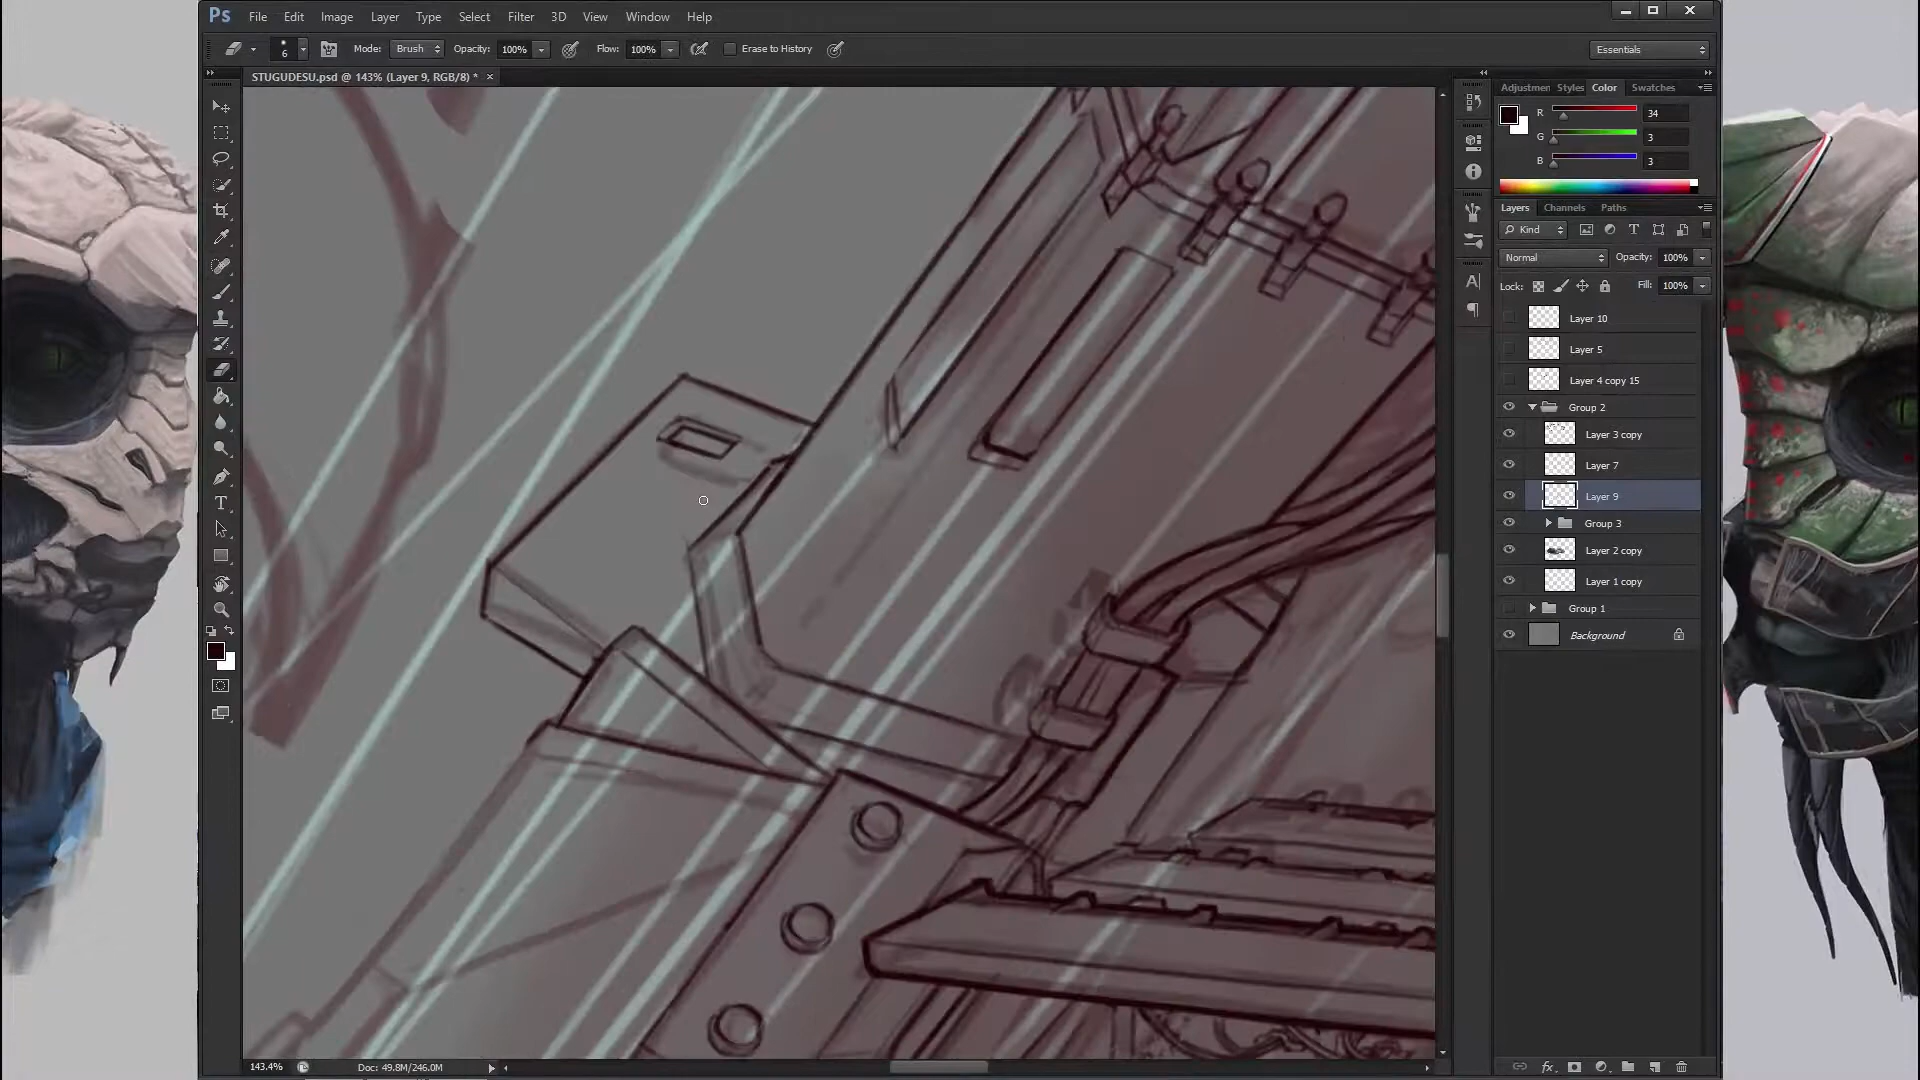 Ps File Edit Image Layer Type Select Filter 3D View Window Help
6 Mode: Brush Opacity: 100% Flow: 100% Erase to History Essentials
STUGUDESU.psd @ 143% (Layer 9, RGB/8) * ×
Adjustmen Styles Color Swatches
R 34
G 3
B 3
Layers Channels Paths
Kind
Normal Opacity: 100%
Lock: Fill: 100%
Layer 10
Layer 5
Layer 4 copy 15
Group 2
Layer 3 copy
Layer 7
Layer 9
Group 3
Layer 2 copy
Layer 1 copy
Group 1
Background
143.4% Doc: 49.8M/246.0M